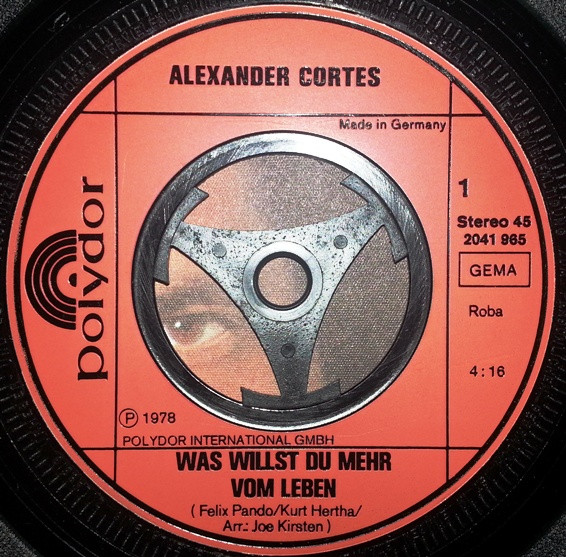 ALEXANDER CORTES
Made in Germany
polydor
1
Stereo 45
2041 965
GEMA
Roba
4:16
Ⓟ 1978
POLYDOR INTERNATIONAL GMBH
WAS WILLST DU MEHR
VOM LEBEN
( Felix Pando/Kurt Hertha/
Arr.: Joe Kirsten )